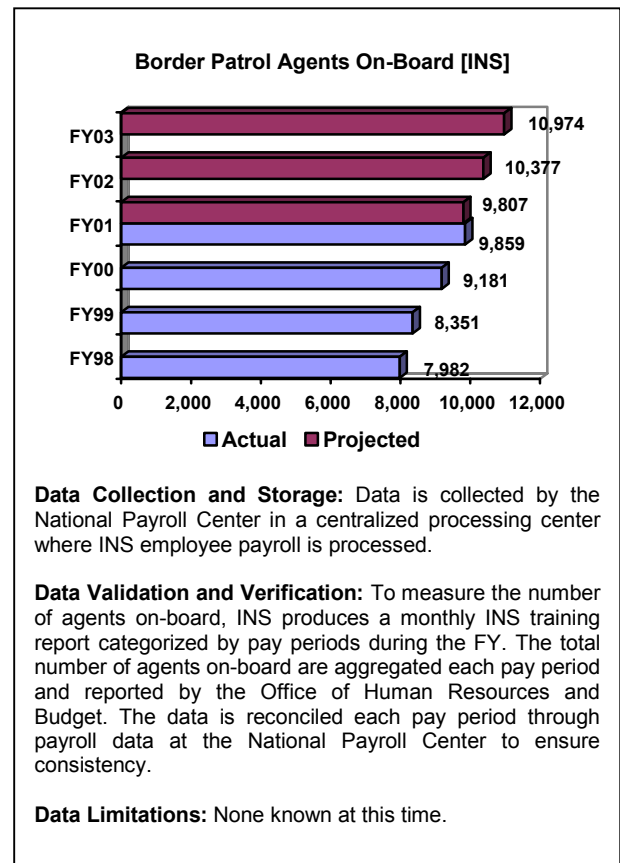 Border Patrol Agents On-Board [INS]
FY03
10,974
FY02
10,377
9,807
FY01
9,859
FY00
9,181
FY99
8,351
FY98
7,982
0 2,000 4,000 6,000 8,000 10,000 12,000
Actual Projected
Data Collection and Storage: Data is collected by the
National Payroll Center in a centralized processing center
where INS employee payroll is processed.
Data Validation and Verification: To measure the number
of agents on-board, INS produces a monthly INS training
report categorized by pay periods during the FY. The total
number of agents on-board are aggregated each pay period
and reported by the Office of Human Resources and
Budget. The data is reconciled each pay period through
payroll data at the National Payroll Center to ensure
consistency.
Data Limitations: None known at this time.